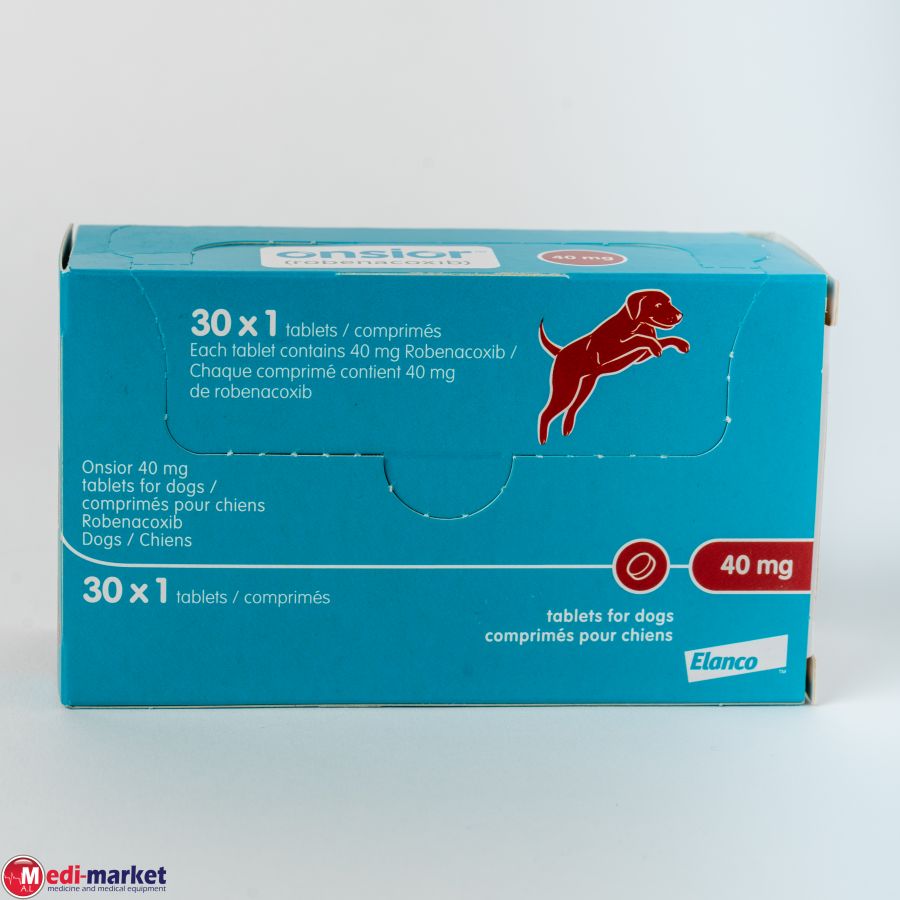 onsior
(robenacoxib)
40 mg
30 x 1 tablets / comprimés
Each tablet contains 40 mg Robenacoxib /
Chaque comprimé contient 40 mg
de robenacoxib
Onsior 40 mg
tablets for dogs /
comprimés pour chiens
Robenacoxib
Dogs / Chiens
30 x 1 tablets / comprimés
40 mg
tablets for dogs
comprimés pour chiens
Elanco™
Medi-market
A.L
medicine and medical equipment